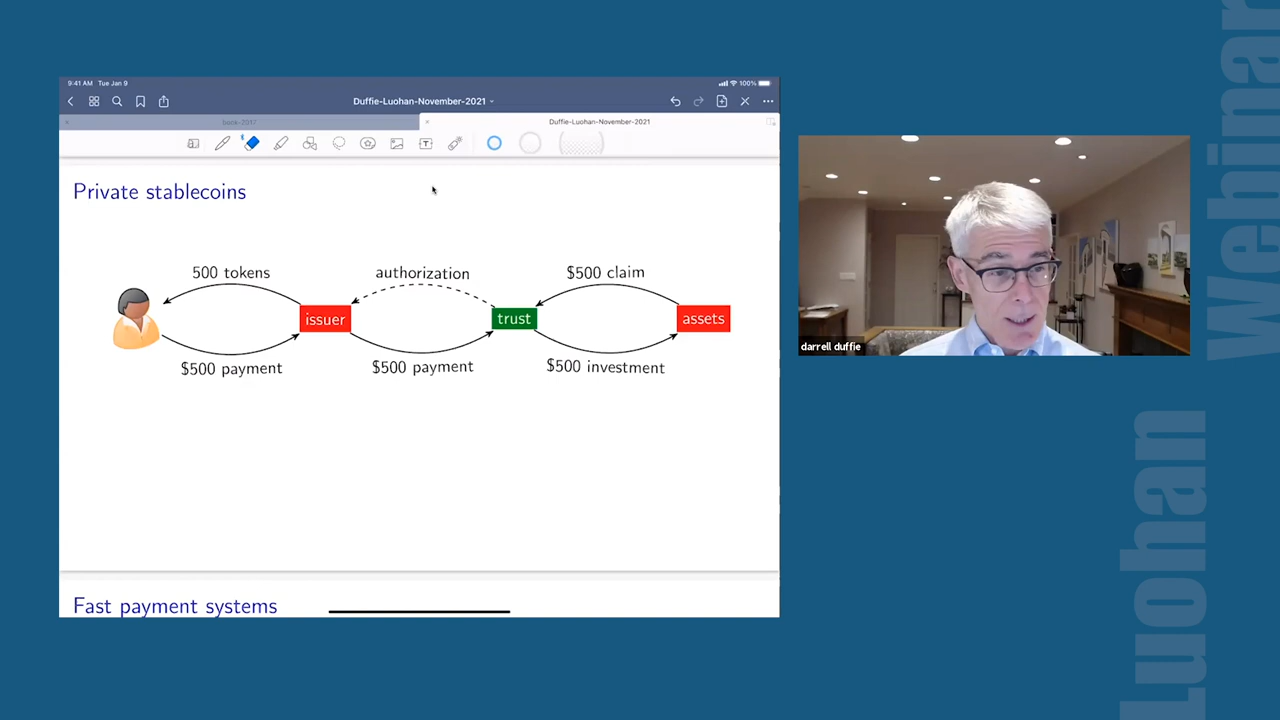 9:41 AM Tue Jan 9
100%
Duffie-Luohan-November-2021
book-2017
Duffie-Luohan-November-2021
Private stablecoins
500 tokens
authorization
$500 claim
issuer
trust
assets
$500 payment
$500 payment
$500 investment
Fast payment systems
darrell duffie
Luohan Webinar